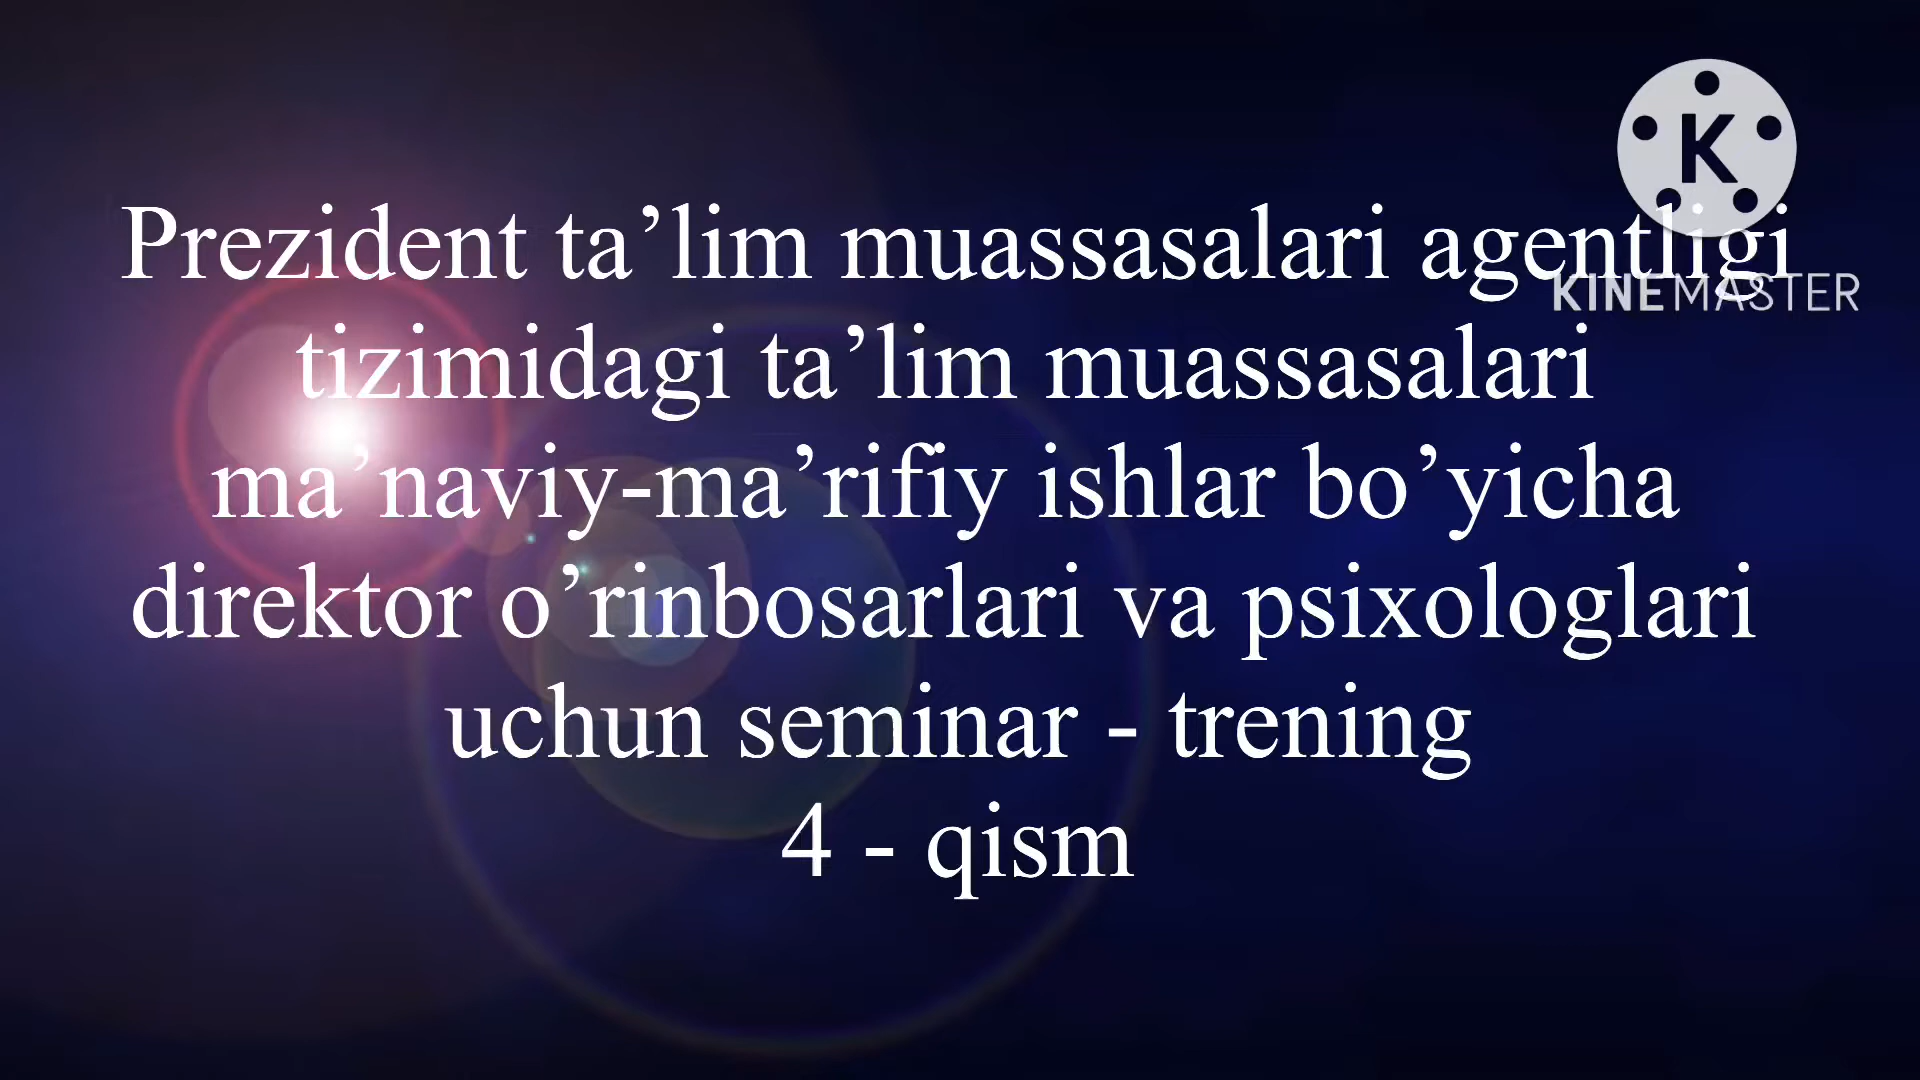 K
KINEMASTER
Prezident ta’lim muassasalari agentligi
tizimidagi ta’lim muassasalari
ma’naviy-ma’rifiy ishlar bo’yicha
direktor o’rinbosarlari va psixologlari
uchun seminar - trening
4 - qism